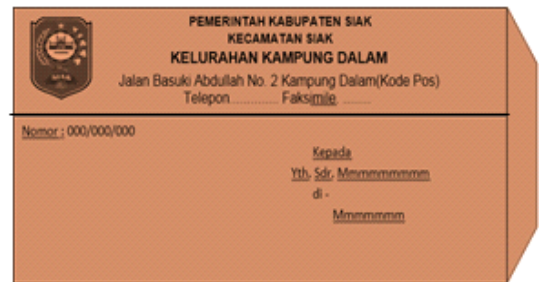 PEMERINTAH KABUPATEN SIAK
KECAMATAN SIAK
KELURAHAN KAMPUNG DALAM
Jalan Basuki Abdullah No. 2 Kampung Dalam(Kode Pos)
Telepon.............. Faksimile. .........
SIAK
Nomor : 000/000/000
Kepada
Yth. Sdr. Mmmmmmmmm
di -
Mmmmmmm